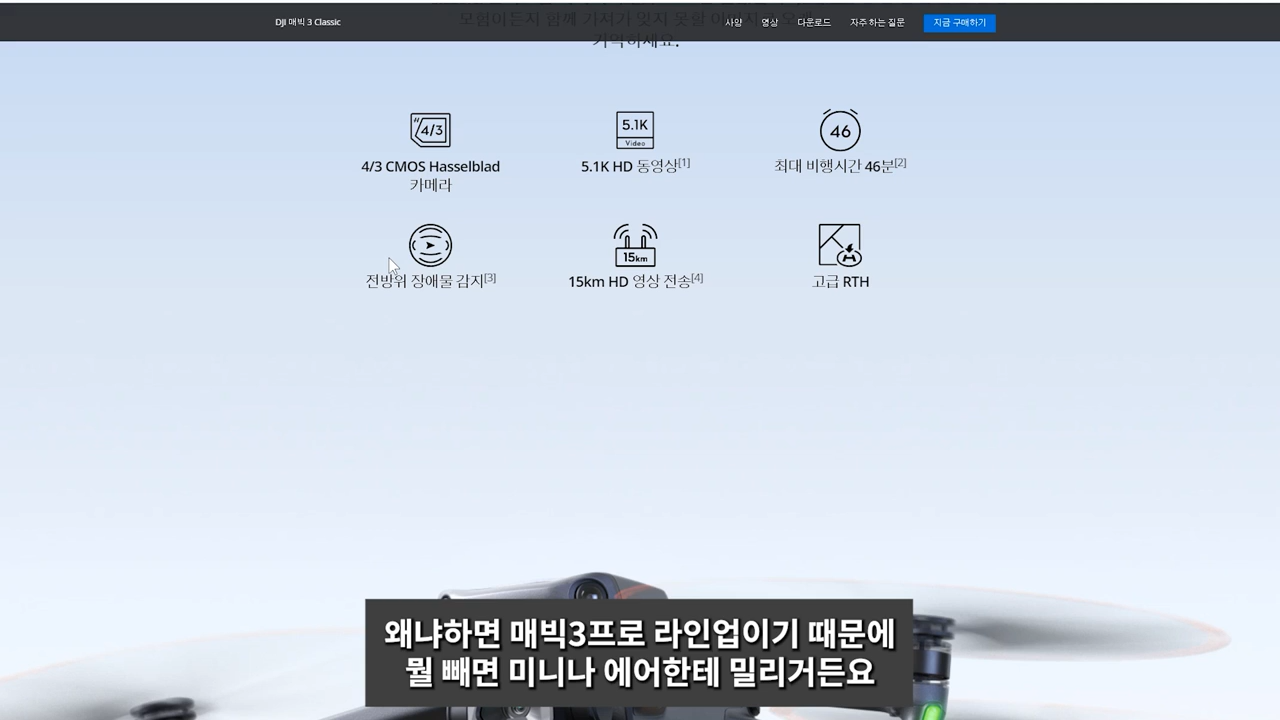 DJI 매빅 3 Classic
사양 영상 다운로드 자주 하는 질문 지금 구매하기
기억하세요.
4/3
4/3 CMOS Hasselblad
카메라
5.1K
Video
5.1K HD 동영상[1]
46
최대 비행시간 46분[2]
전방위 장애물 감지[3]
15km
15km HD 영상 전송[4]
H
고급 RTH
왜냐하면 매빅3프로 라인업이기 때문에
뭘 빼면 미니나 에어한테 밀리거든요